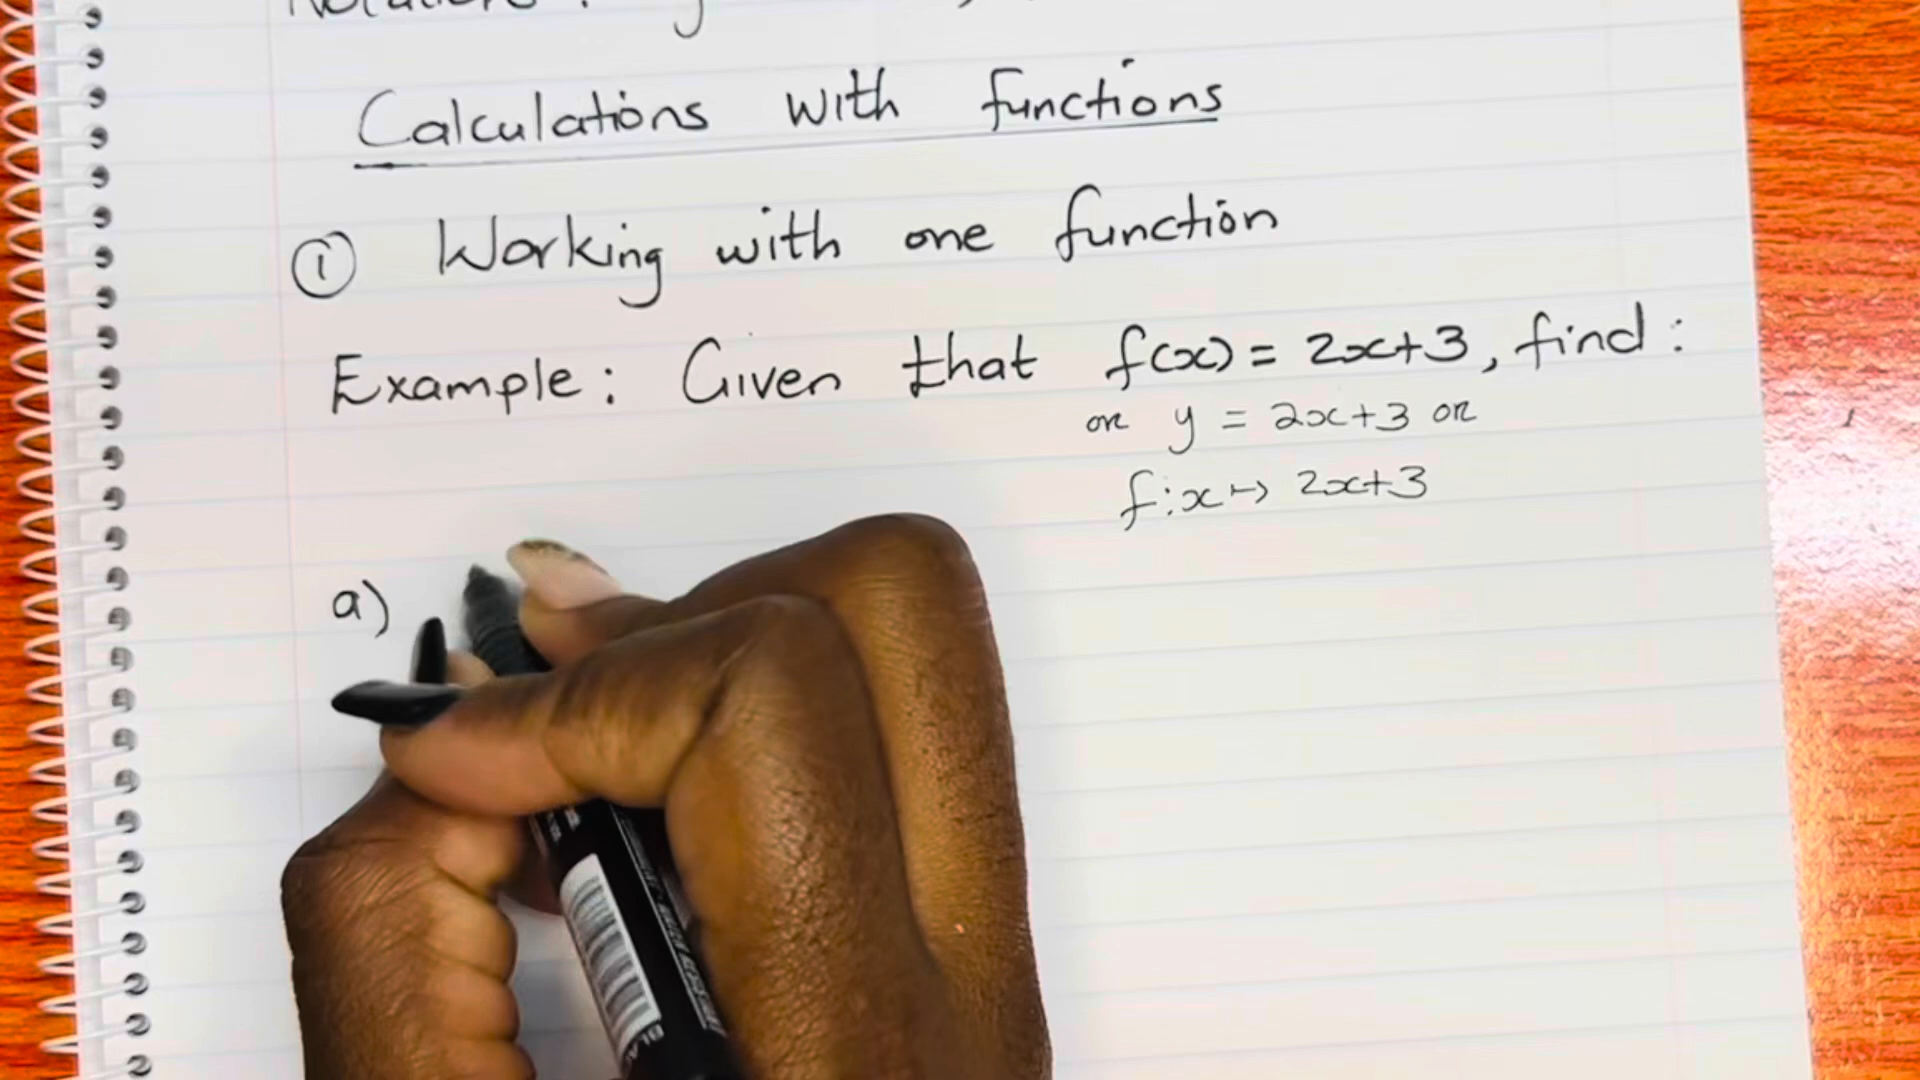 Calculations with functions
① Working with one function
Example: Given that f(x) = 2x+3, find:
or y = 2x+3 or
f:x↦ 2x+3
a)